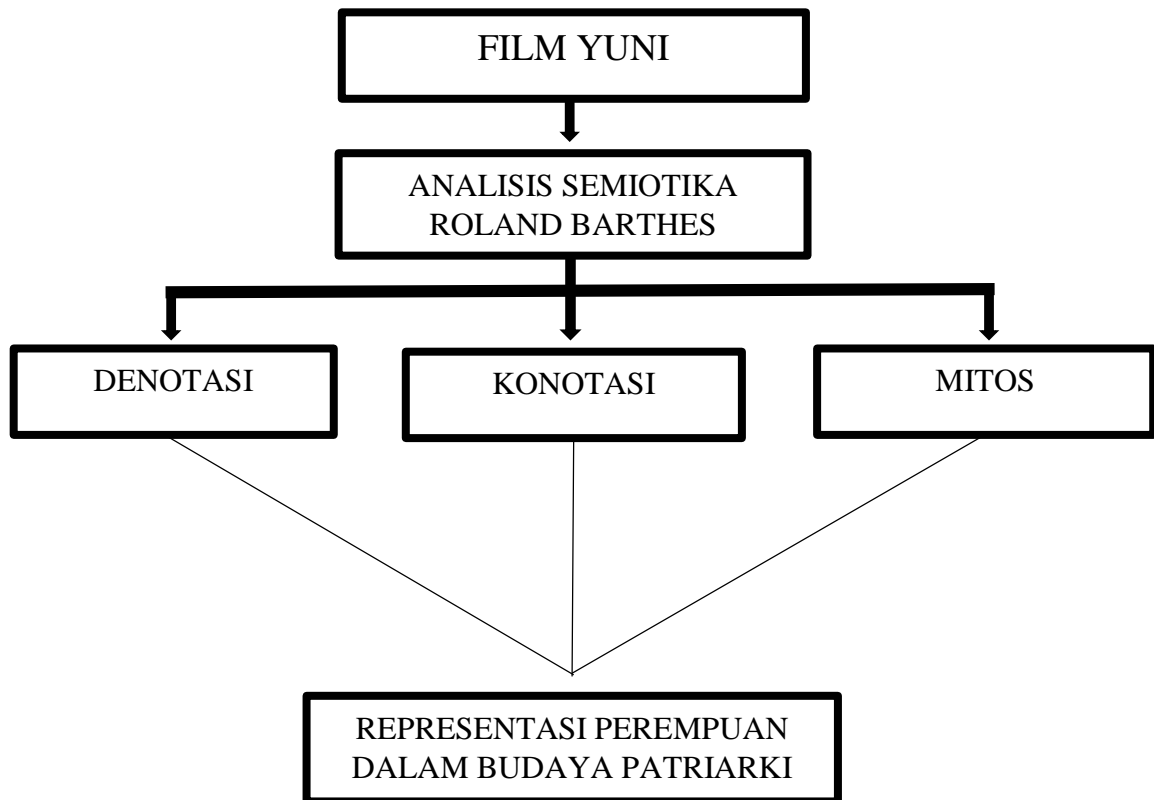 FILM YUNI
ANALISIS SEMIOTIKA
ROLAND BARTHES
DENOTASI
KONOTASI
MITOS
REPRESENTASI PEREMPUAN
DALAM BUDAYA PATRIARKI